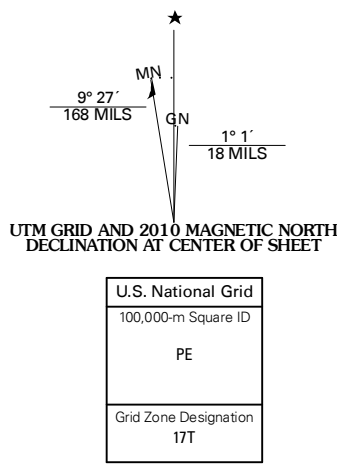 ★
MN
9° 27´
168 MILS
GN
1° 1´
18 MILS
UTM GRID AND 2010 MAGNETIC NORTH
DECLINATION AT CENTER OF SHEET
U.S. National Grid
100,000-m Square ID
PE
Grid Zone Designation
17T